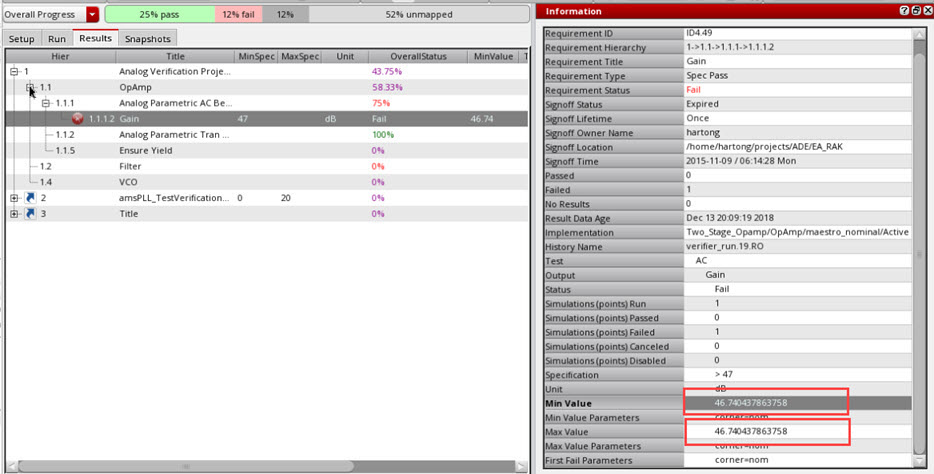 Overall Progress 25% pass 12% fail 12% 52% unmapped
Setup Run Results Snapshots
Hier Title MinSpec MaxSpec Unit OverallStatus MinValue T
1 Analog Verification Proje... 43.75%
1.1 OpAmp 58.33%
1.1.1 Analog Parametric AC Be... 75%
1.1.1.2 Gain 47 dB Fail 46.74
1.1.2 Analog Parametric Tran ... 100%
1.1.5 Ensure Yield 0%
1.2 Filter 0%
1.4 VCO 0%
2 amsPLL_TestVerification... 0 20 0%
3 Title 0%
Information
Requirement ID ID4.49
Requirement Hierarchy 1->1.1->1.1.1->1.1.1.2
Requirement Title Gain
Requirement Type Spec Pass
Requirement Status Fail
Signoff Status Expired
Signoff Lifetime Once
Signoff Owner Name hartong
Signoff Location /home/hartong/projects/ADE/EA_RAK
Signoff Time 2015-11-09 / 06:14:28 Mon
Passed 0
Failed 1
No Results 0
Result Data Age Dec 13 20:09:19 2018
Implementation Two_Stage_Opamp/OpAmp/maestro_nominal/Active
History Name verifier_run.19.RO
Test AC
Output Gain
Status Fail
Simulations (points) Run 1
Simulations (points) Passed 0
Simulations (points) Failed 1
Simulations (points) Canceled 0
Simulations (points) Disabled 0
Specification > 47
Unit dB
Min Value 46.740437863758
Min Value Parameters corner=nom
Max Value 46.740437863758
Max Value Parameters corner=nom
First Fail Parameters corner=nom